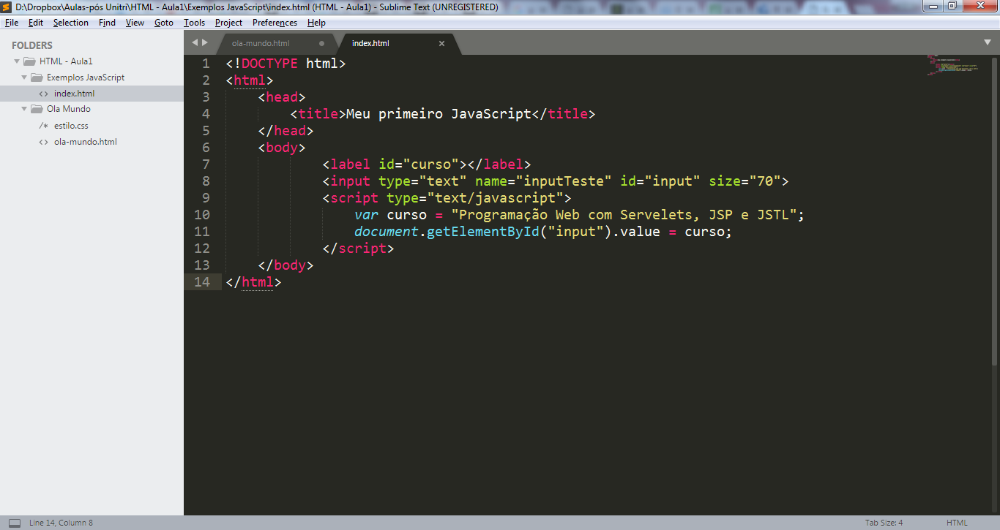 D:\Dropbox\Aulas-pós Unitri\HTML - Aula1\Exemplos JavaScript\index.html (HTML - Aula1) - Sublime Text (UNREGISTERED)
File Edit Selection Find View Goto Tools Project Preferences Help
FOLDERS
HTML - Aula1
Exemplos JavaScript
<> index.html
Ola Mundo
/* estilo.css
<> ola-mundo.html
ola-mundo.html index.html
1 <!DOCTYPE html>
2 <html>
3 <head>
4 <title>Meu primeiro JavaScript</title>
5 </head>
6 <body>
7 <label id="curso"></label>
8 <input type="text" name="inputTeste" id="input" size="70">
9 <script type="text/javascript">
10 var curso = "Programação Web com Servelets, JSP e JSTL";
11 document.getElementById("input").value = curso;
12 </script>
13 </body>
14 </html>
Line 14, Column 8 Tab Size: 4 HTML